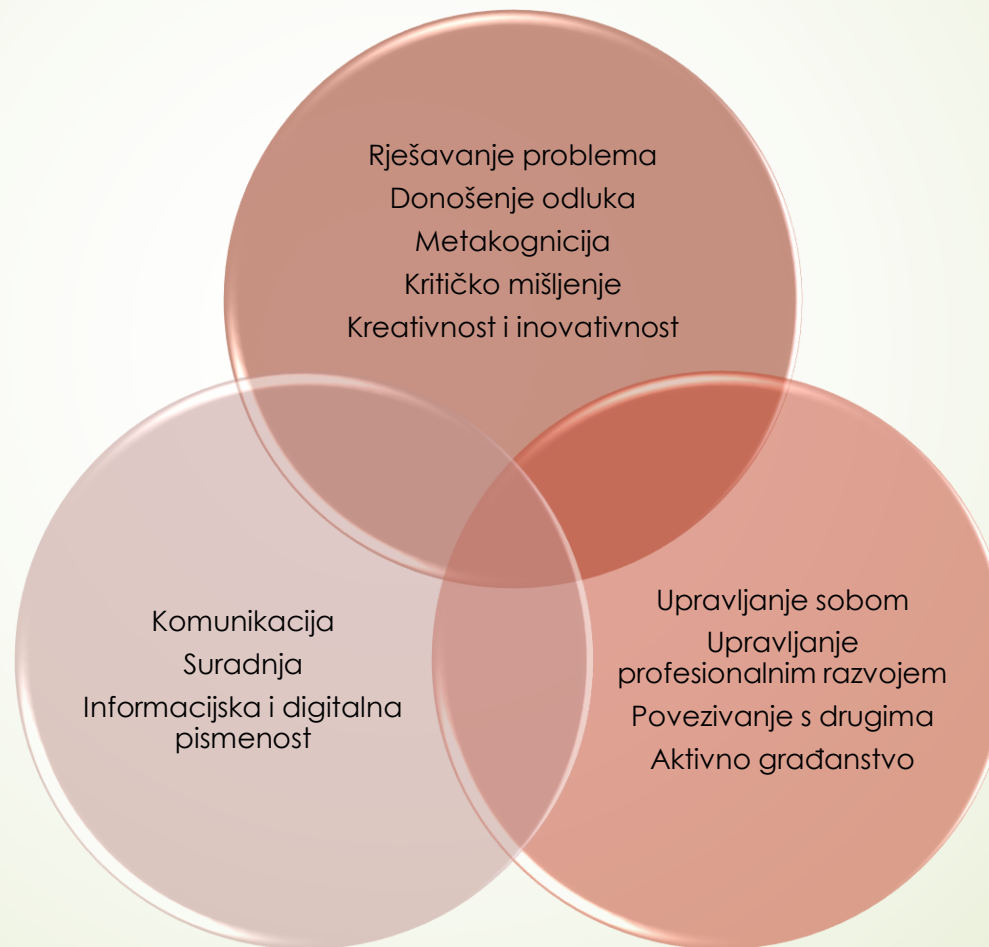 Rješavanje problema
Donošenje odluka
Metakognicija
Kritičko mišljenje
Kreativnost i inovativnost
Komunikacija
Suradnja
Informacijska i digitalna
pismenost
Upravljanje sobom
Upravljanje
profesionalnim razvojem
Povezivanje s drugima
Aktivno građanstvo